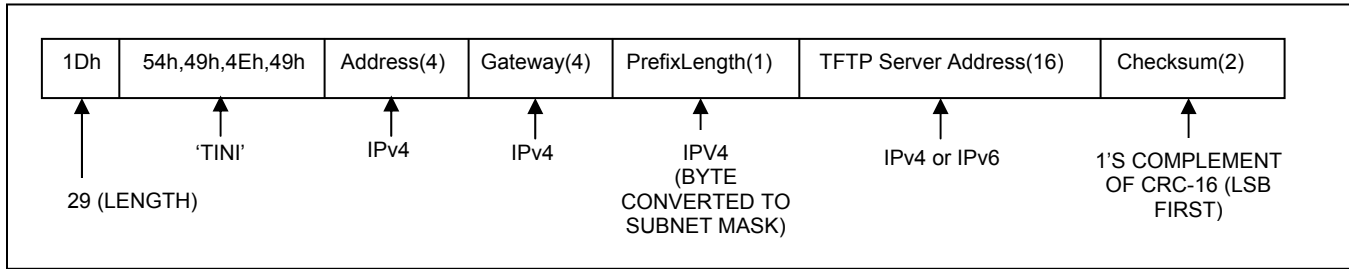 1Dh 54h,49h,4Eh,49h Address(4) Gateway(4) PrefixLength(1) TFTP Server Address(16) Checksum(2)
29 (LENGTH)
‘TINI’
IPv4
IPv4
IPV4
(BYTE
CONVERTED TO
SUBNET MASK)
IPv4 or IPv6
1’S COMPLEMENT
OF CRC-16 (LSB
FIRST)